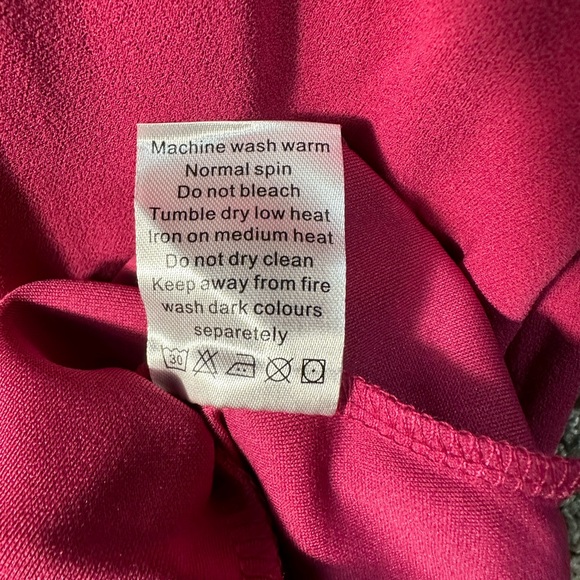 Machine wash warm
Normal spin
Do not bleach
Tumble dry low heat
Iron on medium heat
Do not dry clean
Keep away from fire
wash dark colours
separetely
30